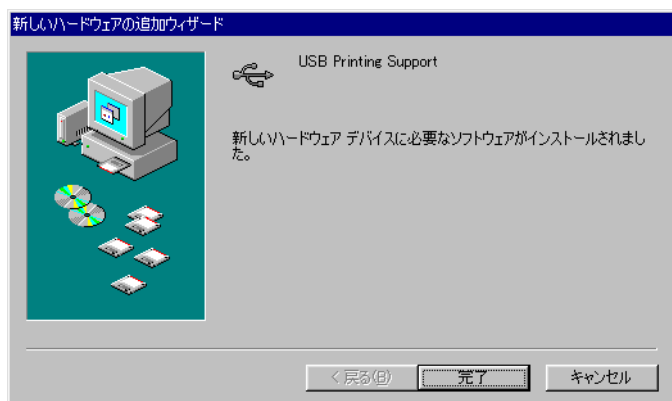 新しいハードウェアの追加ウィザード
USB Printing Support
新しいハードウェア デバイスに必要なソフトウェアがインストールされまし
た。
< 戻る(B)
完了
キャンセル